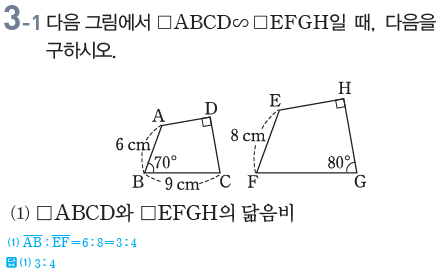 3-1 다음 그림에서 □ABCD∽□EFGH일 때, 다음을
구하시오.
H
D
E
A
6 cm
8 cm
70°
80°
B 9 cm C F G
(1) □ABCD와 □EFGH의 닮음비
(1) AB : EF=6 : 8=3 : 4
답 (1) 3 : 4